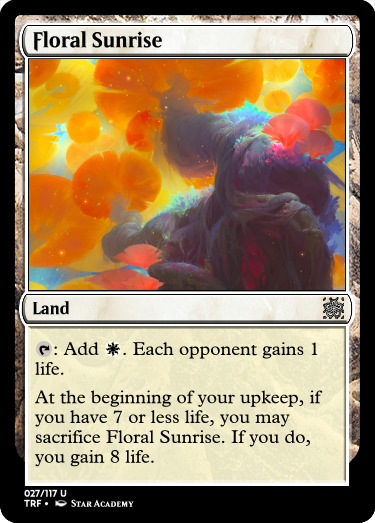 Floral Sunrise
Land
: Add . Each opponent gains 1
life.
At the beginning of your upkeep, if
you have 7 or less life, you may
sacrifice Floral Sunrise. If you do,
you gain 8 life.
027/117 U
TRF • Star Academy